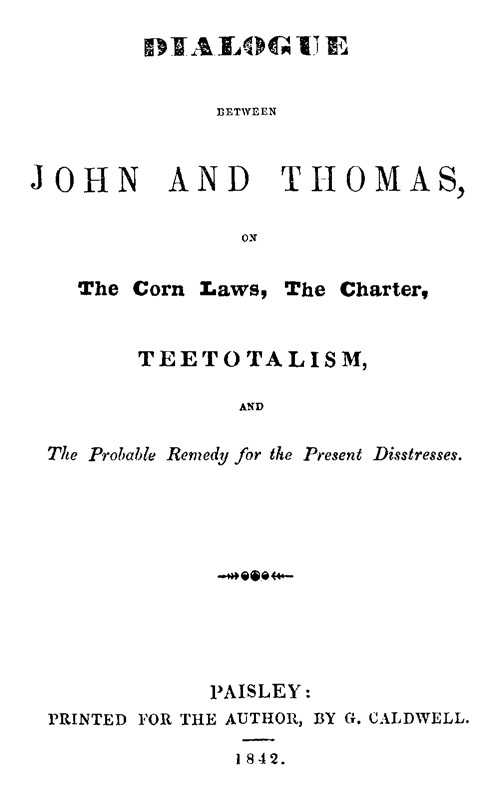 DIALOGUE
BETWEEN
JOHN AND THOMAS,
ON
The Corn Laws, The Charter,
TEETOTALISM,
AND
The Probable Remedy for the Present Disstresses.
PAISLEY:
PRINTED FOR THE AUTHOR, BY G. CALDWELL.
1842.